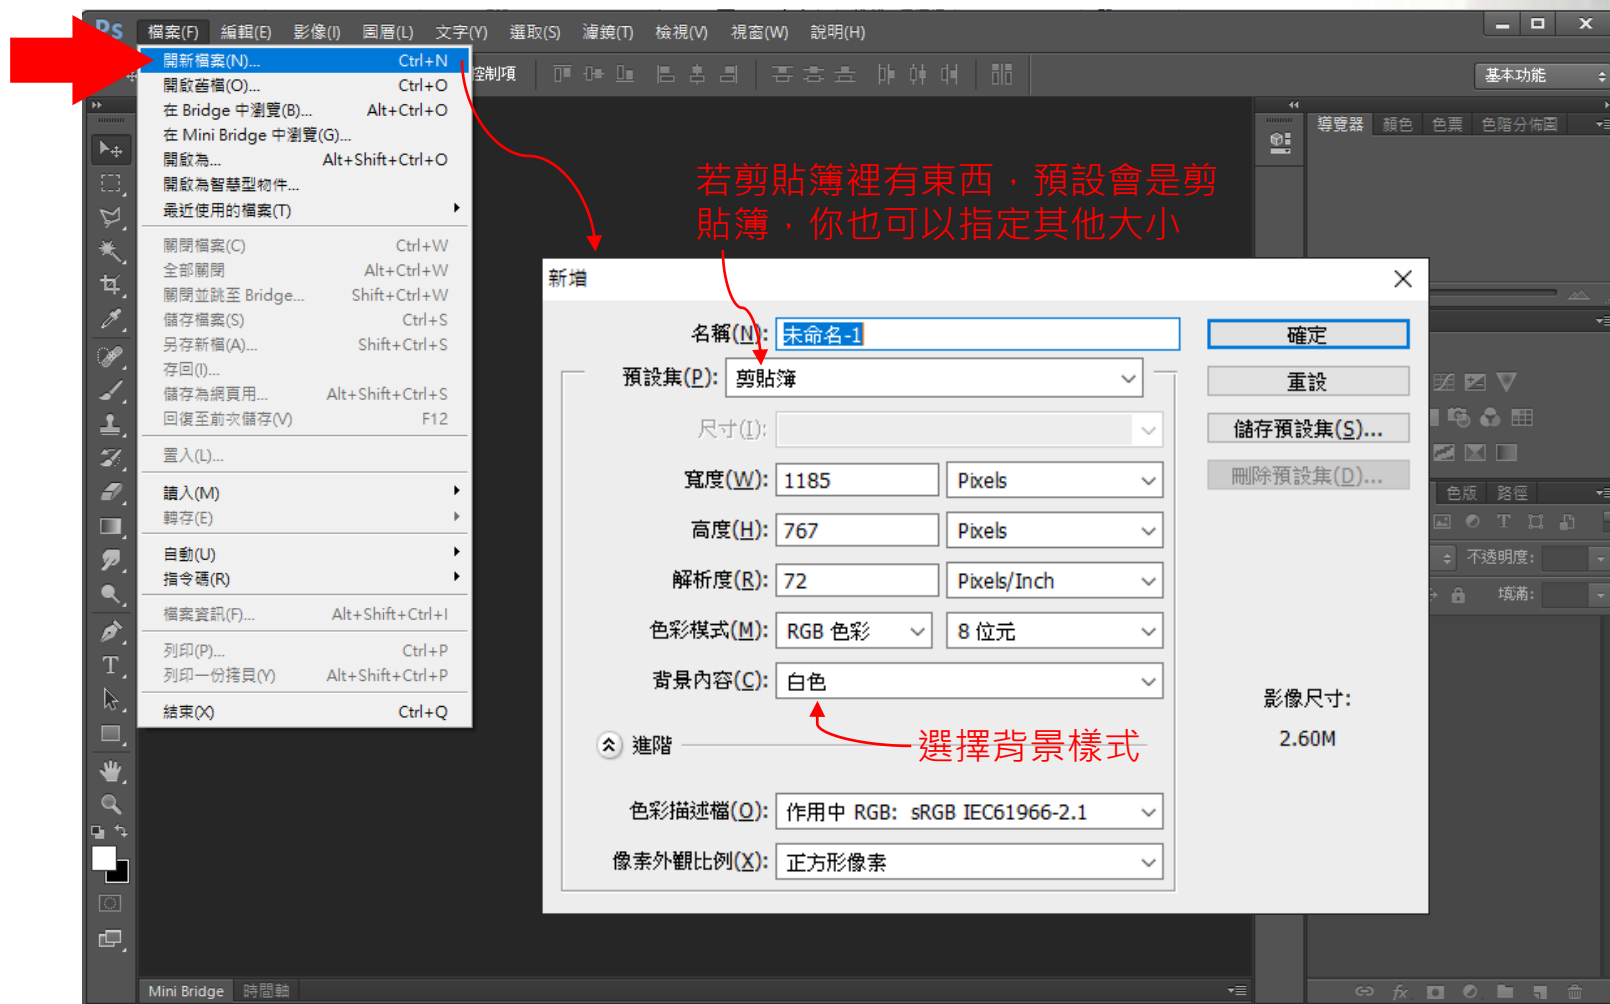 Ps 檔案(F) 編輯(E) 影像(I) 圖層(L) 文字(Y) 選取(S) 濾鏡(T) 檢視(V) 視窗(W) 說明(H)
控制項
基本功能
開新檔案(N)... Ctrl+N
開啟舊檔(O)... Ctrl+O
在 Bridge 中瀏覽(B)... Alt+Ctrl+O
在 Mini Bridge 中瀏覽(G)...
開啟為... Alt+Shift+Ctrl+O
開啟為智慧型物件...
最近使用的檔案(T)
關閉檔案(C) Ctrl+W
全部關閉 Alt+Ctrl+W
關閉並跳至 Bridge... Shift+Ctrl+W
儲存檔案(S) Ctrl+S
另存新檔(A)... Shift+Ctrl+S
存回(I)...
儲存為網頁用... Alt+Shift+Ctrl+S
回復至前次儲存(V) F12
置入(L)...
讀入(M)
轉存(E)
自動(U)
指令碼(R)
檔案資訊(F)... Alt+Shift+Ctrl+I
列印(P)... Ctrl+P
列印一份拷貝(Y) Alt+Shift+Ctrl+P
結束(X) Ctrl+Q
導覽器 顏色 色票 色階分佈圖
若剪貼簿裡有東西，預設會是剪
貼簿，你也可以指定其他大小
新增
名稱(N): 未命名-1
確定
預設集(P): 剪貼簿
重設
尺寸(I):
儲存預設集(S)...
寬度(W): 1185 Pixels
刪除預設集(D)...
高度(H): 767 Pixels
解析度(R): 72 Pixels/Inch
色彩模式(M): RGB 色彩 8 位元
背景內容(C): 白色
影像尺寸:
2.60M
選擇背景樣式
進階
色彩描述檔(O): 作用中 RGB: sRGB IEC61966-2.1
像素外觀比例(X): 正方形像素
色版 路徑
不透明度:
填滿:
Mini Bridge 時間軸
fx